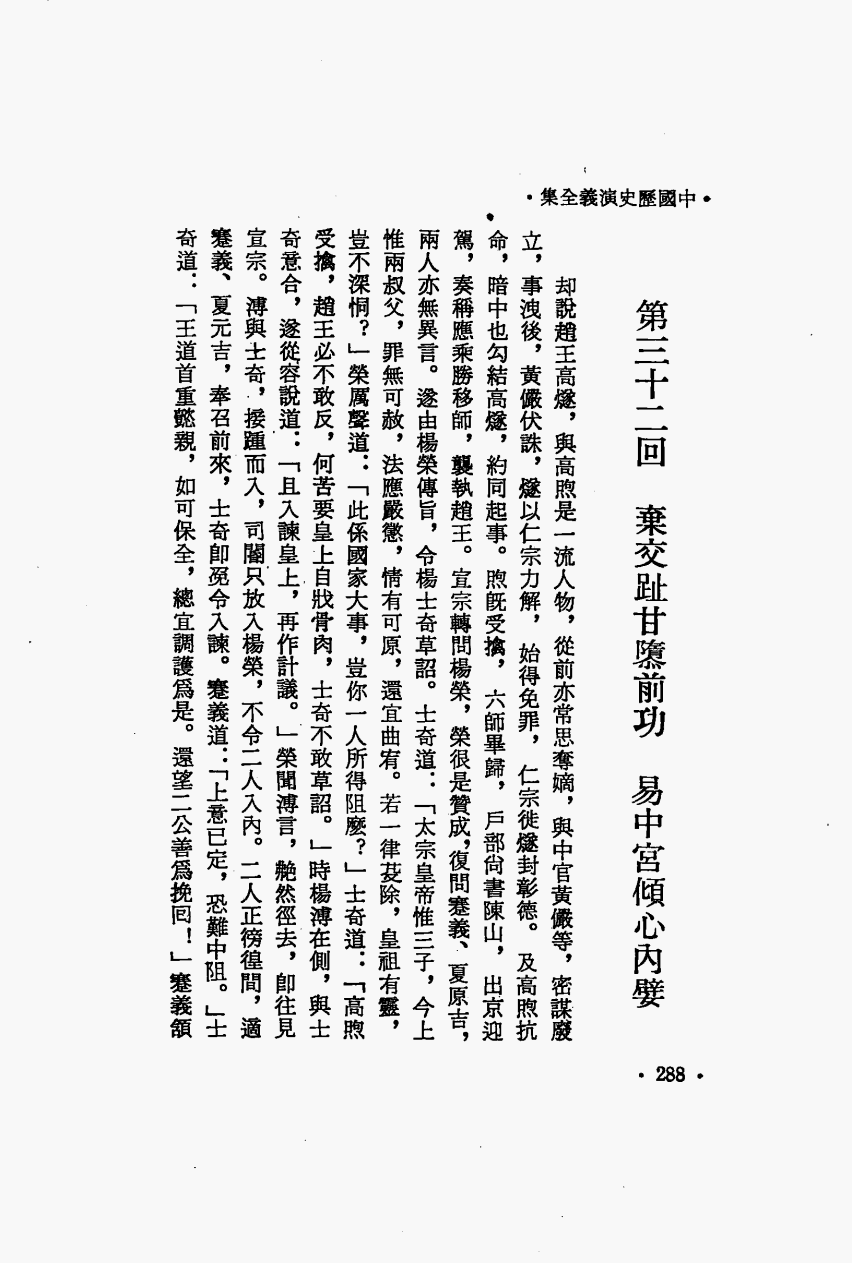 •中國歷史演義全集•
第三十二回　棄交趾甘隳前功　易中宮傾心內嬖
却說趙王高燧，與高煦是一流人物，從前亦常思奪嫡，與中官黃儼等，密謀廢
立，事洩後，黃儼伏誅，燧以仁宗力解，始得免罪，仁宗徙燧封彰德。及高煦抗
命，暗中也勾結高燧，約同起事。煦旣受擒，六師畢歸，戶部尙書陳山，出京迎
駕，奏稱應乘勝移師，襲執趙王。宣宗轉問楊榮，榮很是贊成，復問蹇義、夏原吉，
兩人亦無異言。遂由楊榮傳旨，令楊士奇草詔。士奇道：「太宗皇帝惟三子，今上
惟兩叔父，罪無可赦，法應嚴懲，情有可原，還宜曲宥。若一律芟除，皇祖有靈，
豈不深恫？」榮厲聲道：「此係國家大事，豈你一人所得阻麽？」士奇道：「高煦
受擒，趙王必不敢反，何苦要皇上自戕骨肉，士奇不敢草詔。」時楊溥在側，與士
奇意合，遂從容說道：「且入諫皇上，再作計議。」榮聞溥言，艴然徑去，卽往見
宣宗。溥與士奇，接踵而入，司閽只放入楊榮，不令二人入內。二人正徬徨間，適
蹇義、夏元吉，奉召前來，士奇卽浼令入諫。蹇義道：「上意已定，恐難中阻。」士
奇道：「王道首重懿親，如可保全，總宜調護爲是。還望二公善爲挽回！」蹇義頷
•288•